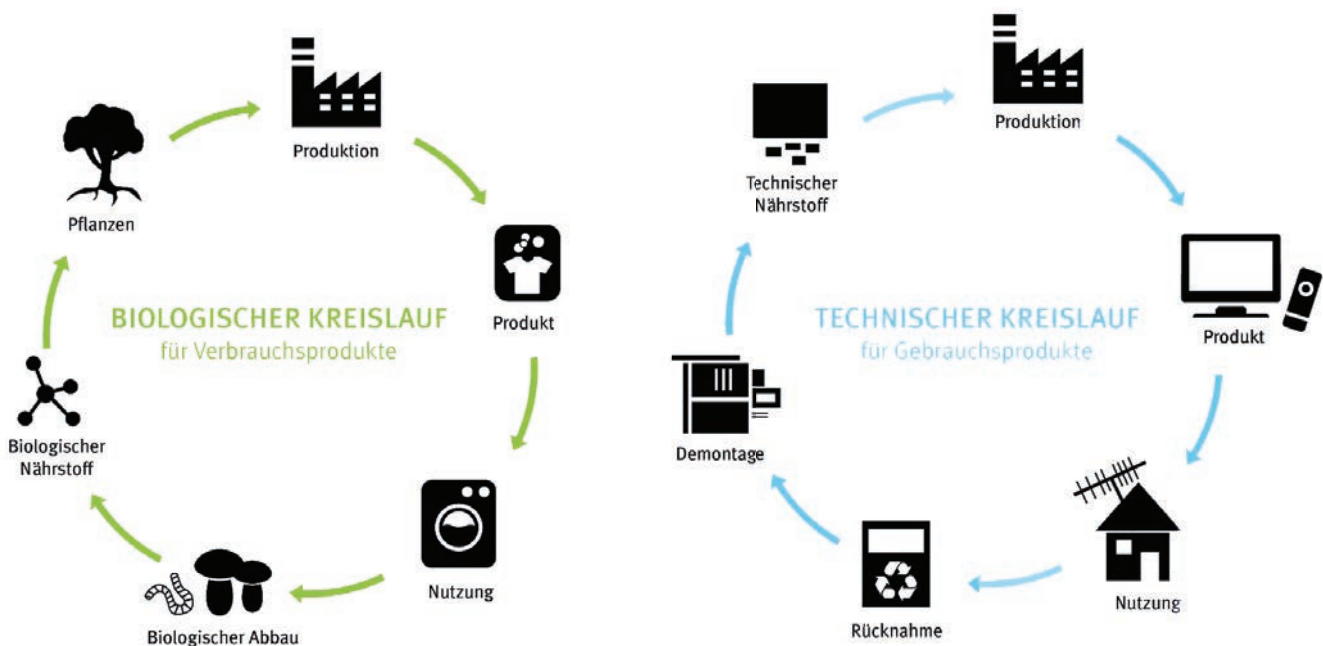 Produktion
Pflanzen
Produkt
BIOLOGISCHER KREISLAUF
für Verbrauchsprodukte
Biologischer
Nährstoff
Nutzung
Biologischer Abbau
Produktion
Technischer
Nährstoff
Produkt
TECHNISCHER KREISLAUF
für Gebrauchsprodukte
Demontage
Nutzung
Rücknahme